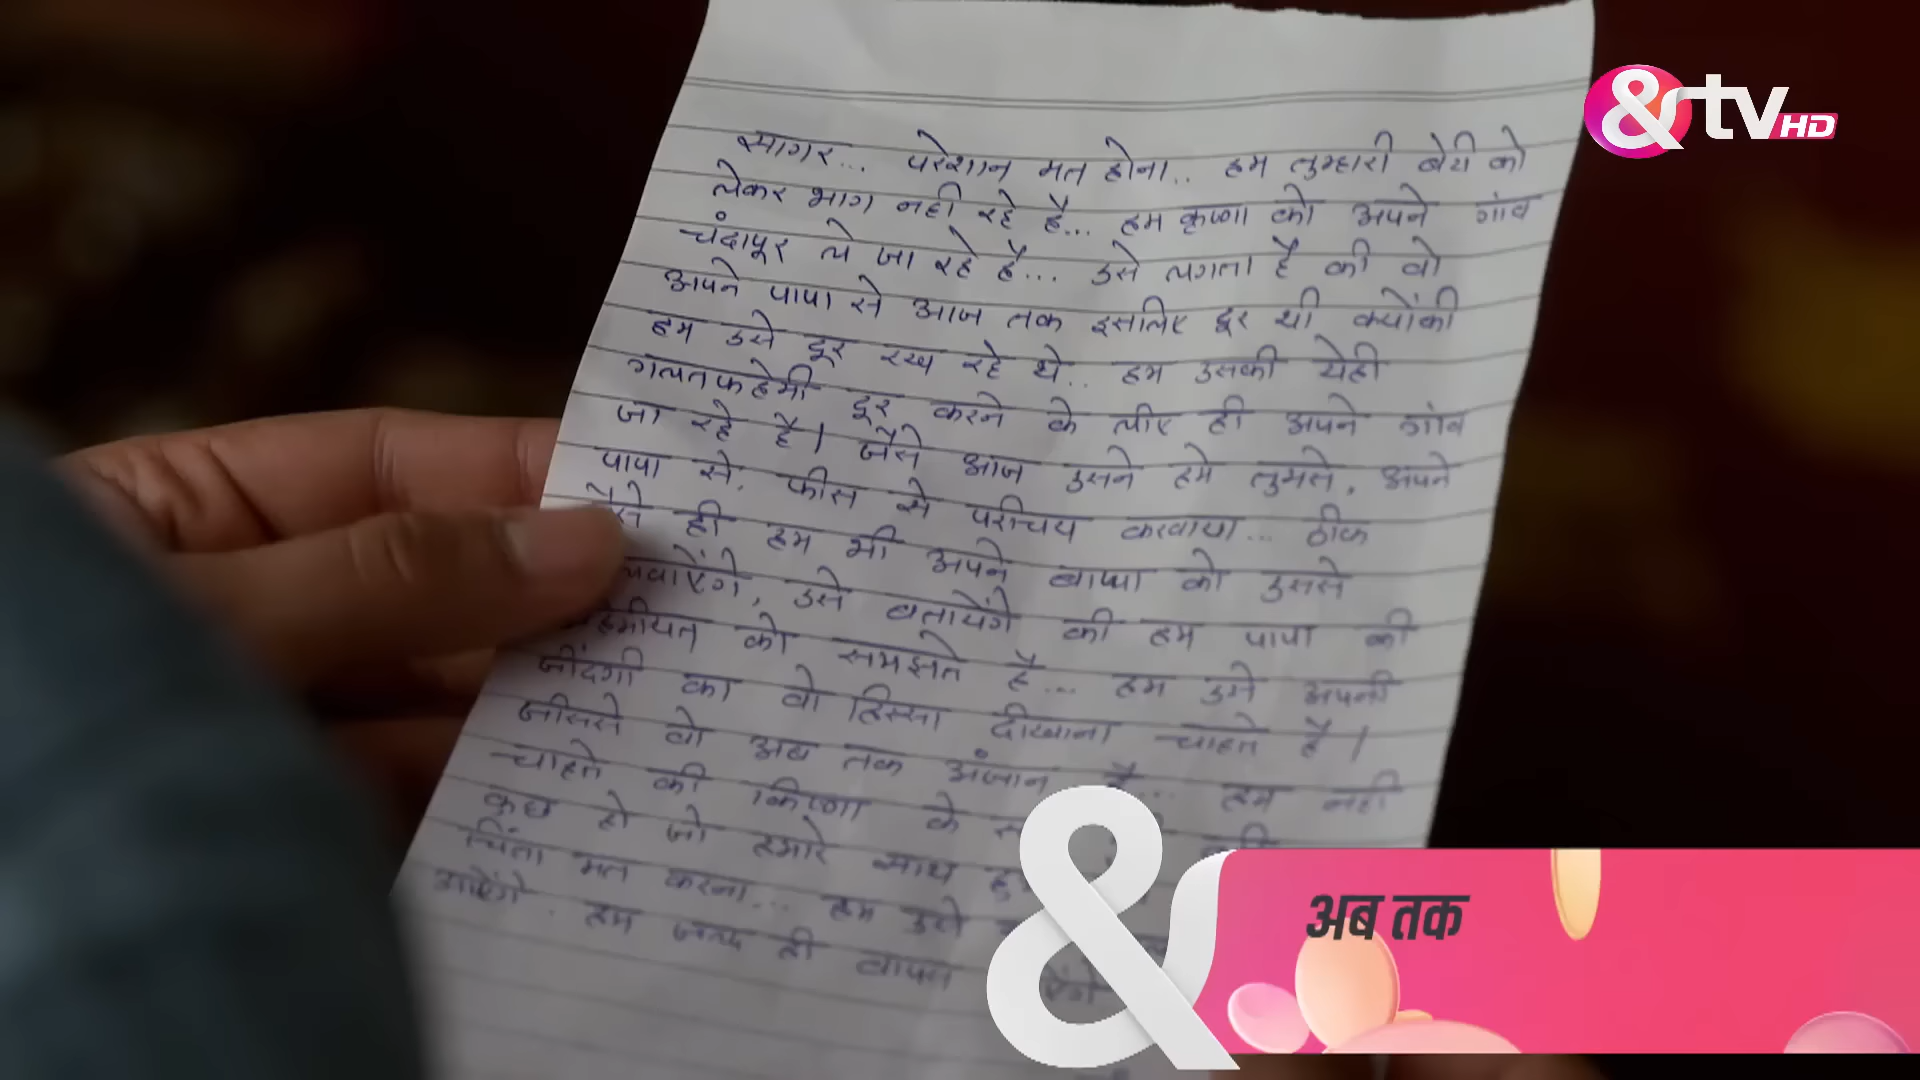 &tv HD
सागर... परेशान मत होना.. हम तुम्हारी बेटी को
लेकर भाग नही रहे है... हम कृष्णा को अपने गांव
चंदापूर ले जा रहे है... उसे लगता है की वो
अपने पापा से आज तक इसलिए दूर थी क्योंकी
हम उसे दूर रख रहे थे.. हम उसकी येही
गलतफहेमी दूर करने के लीए ही अपने गांव
जा रहे है। जैसे आज उसने हमे तुमसे, अपने
पापा से, फीस से परीचय करवाया... ठीक
ही हम भी अपने बाप्पा को उससे
उसे बतायेंगे की हम पापा की
को समझते है... हम उसे अपनी
जींदगी का वो हिस्सा दीखाना चाहते है।
जीससे वो अब तक अंजान है... हम नही
चाहते की क्रिष्णा के
कुछ हो जो हमारे साथ
चिंता मत करना... हम उसे
आयेंगे. हम जल्द ही वापस
&
अब तक